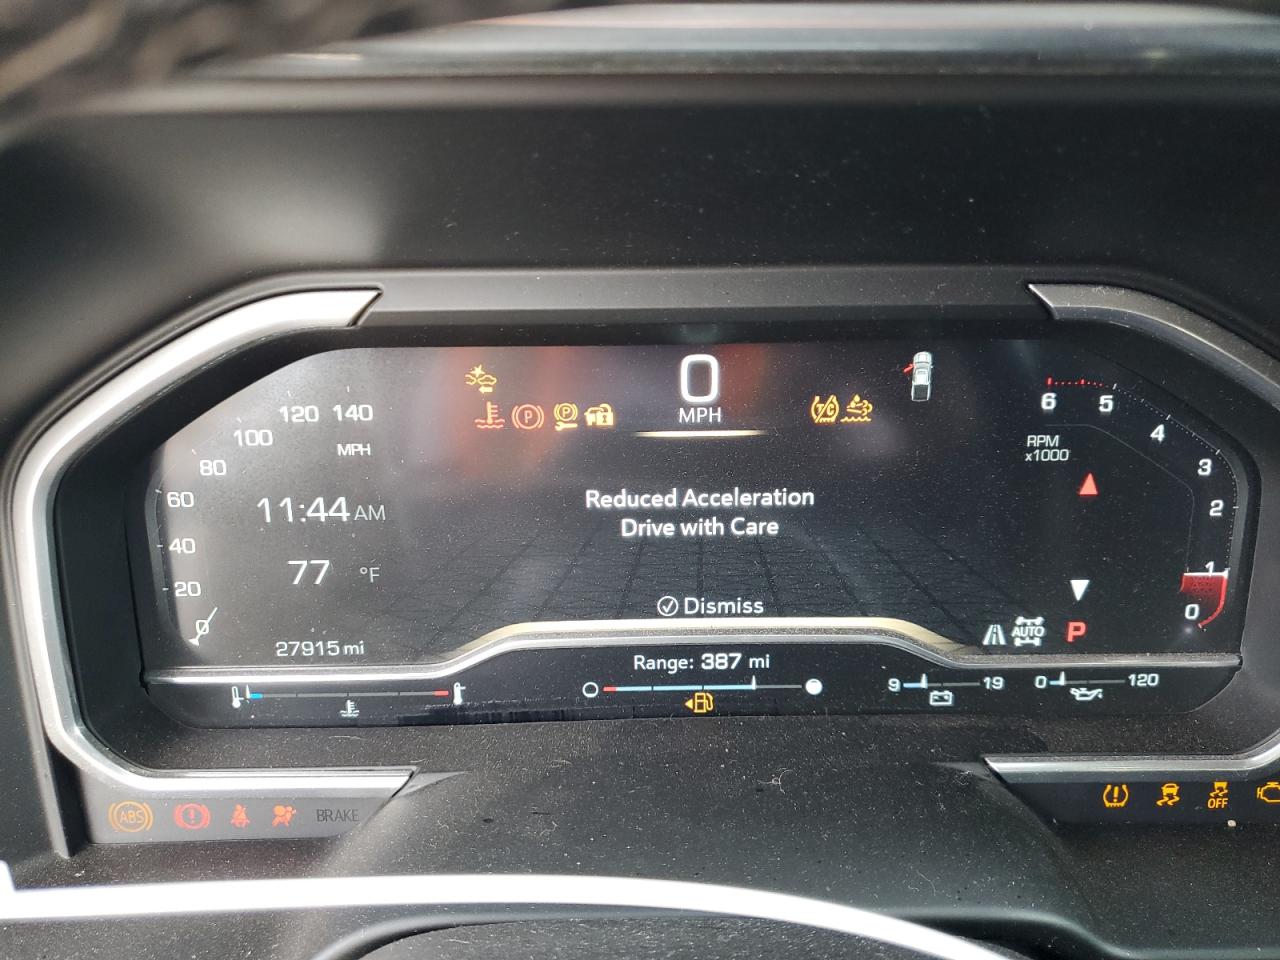 0
MPH
120 140
100
MPH
80
60
40
20
0
11:44 AM
77 °F
27915 mi
P
P
T/C
Reduced Acceleration
Drive with Care
Dismiss
6 5 4 3 2 1 0
RPM
x1000
AUTO
P
Range: 387 mi
9 19
0 120
ABS
BRAKE
OFF